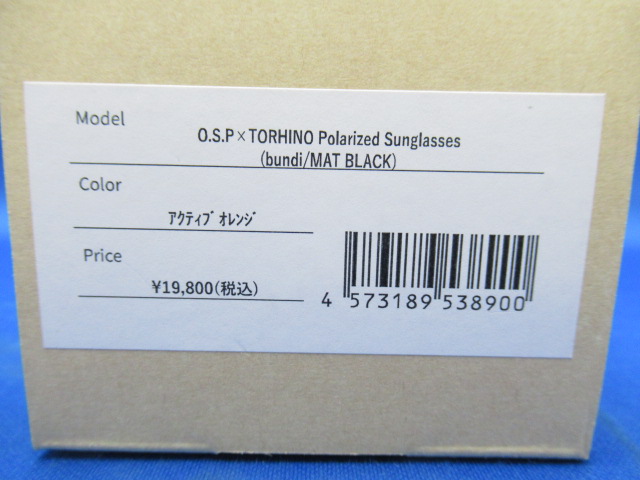 Model
O.S.P×TORHINO Polarized Sunglasses
(bundi/MAT BLACK)
Color
ｱｸﾃｨﾌﾞ ｵﾚﾝｼﾞ
Price
¥19,800(税込)
4 573189 538900